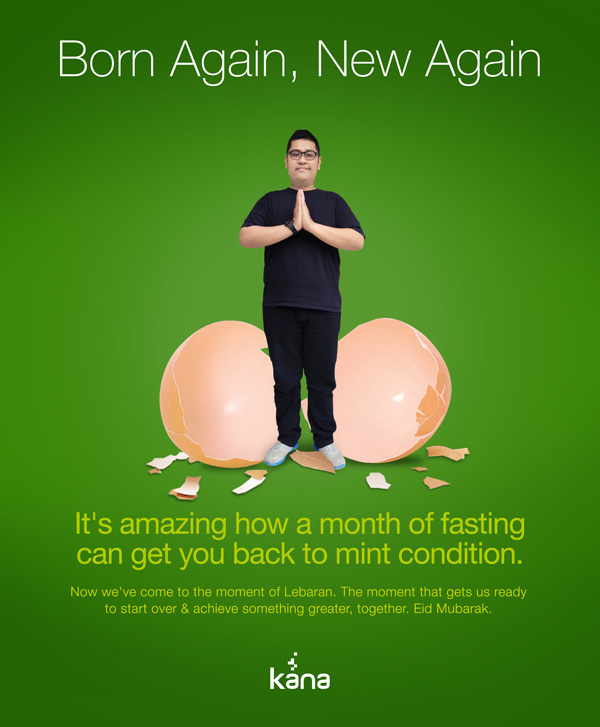 Born Again, New Again
It's amazing how a month of fasting
can get you back to mint condition.
Now we've come to the moment of Lebaran. The moment that gets us ready
to start over & achieve something greater, together. Eid Mubarak.
kana